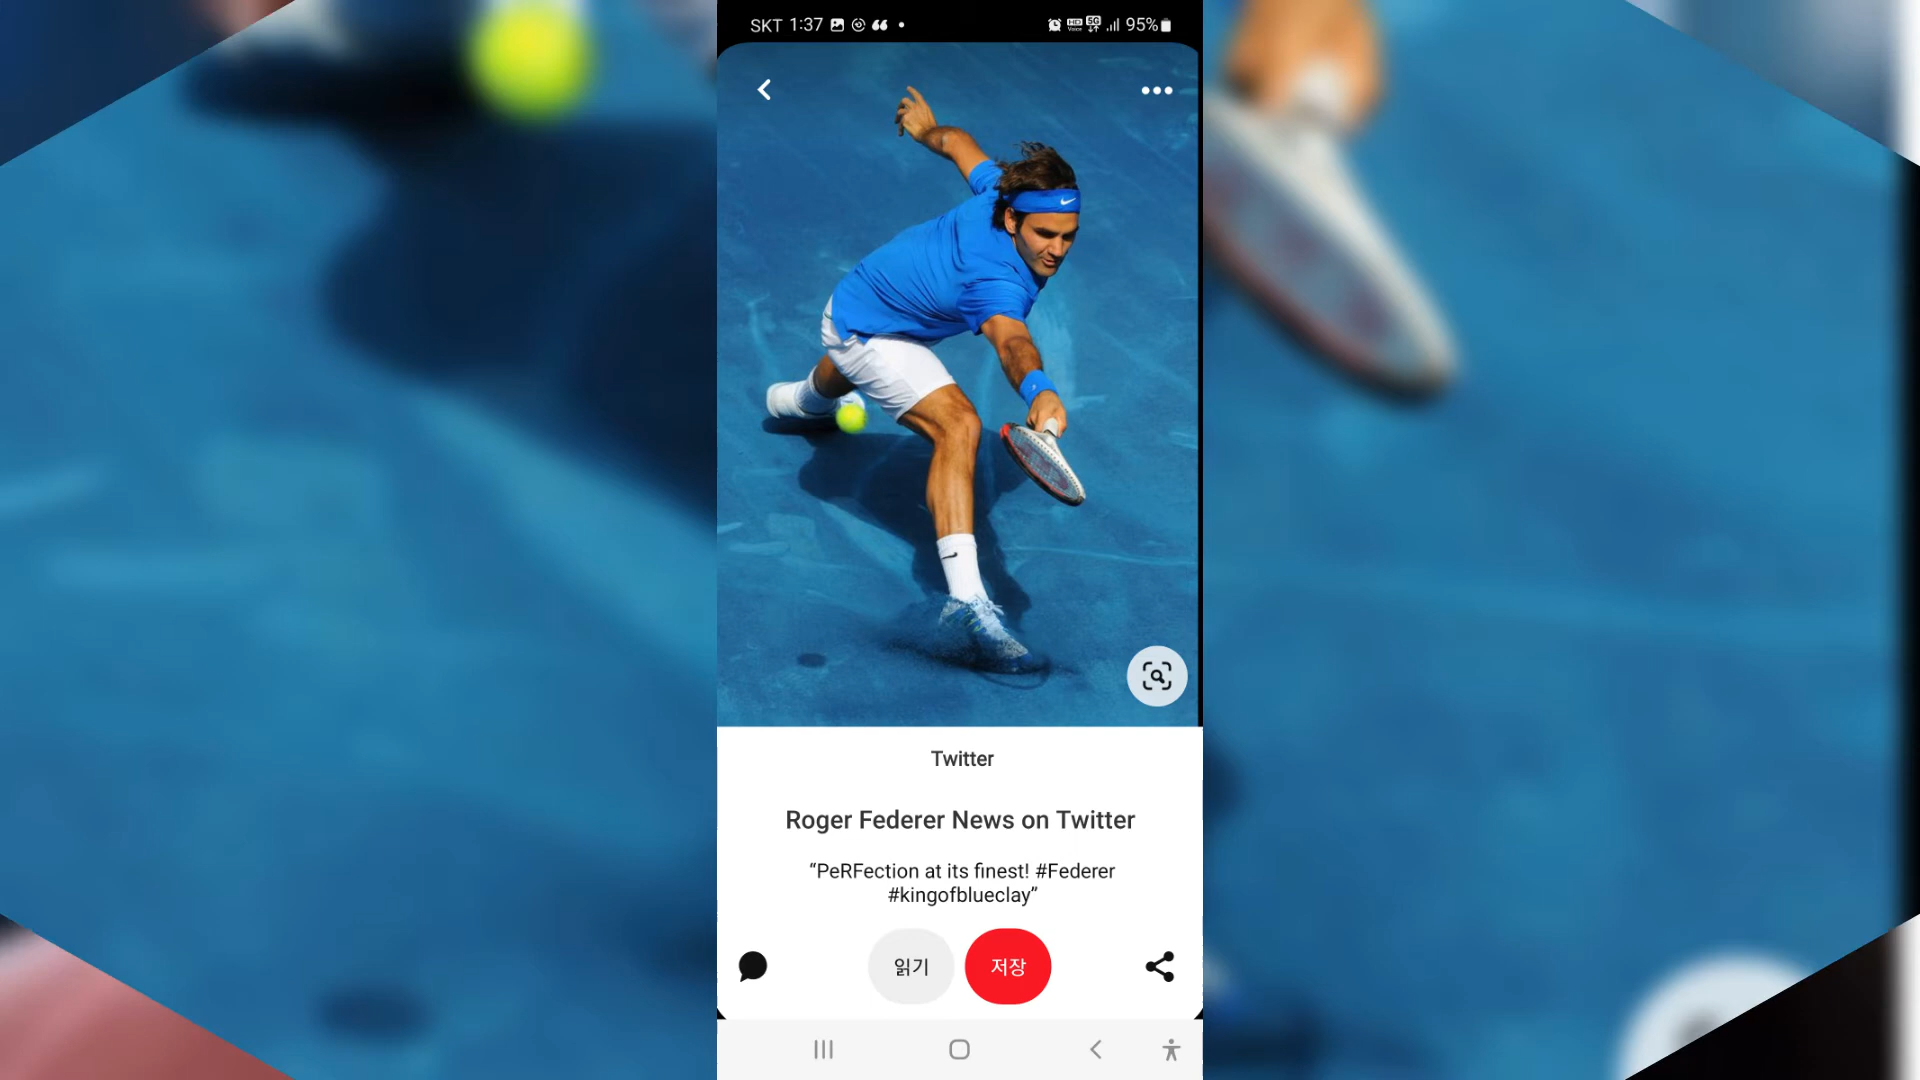 SKT 1:37 95%
Twitter
Roger Federer News on Twitter
“PeRFection at its finest! #Federer
#kingofblueclay”
읽기 저장